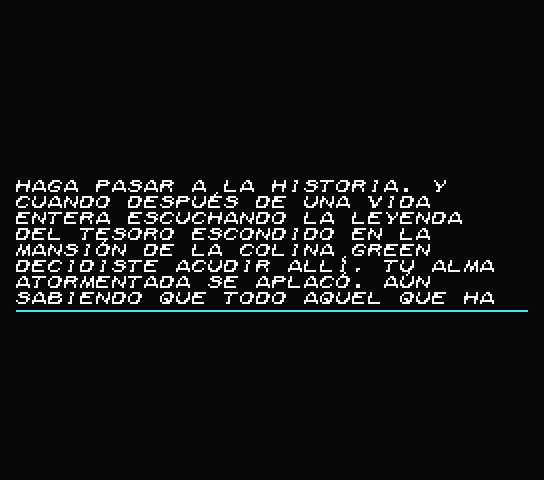 HAGA PASAR A LA HISTORIA. Y
CUANDO DESPUÉS DE UNA VIDA
ENTERA ESCUCHANDO LA LEYENDA
DEL TESORO ESCONDIDO EN LA
MANSIÓN DE LA COLINA GREEN
DECIDISTE ACUDIR ALLÍ. TU ALMA
ATORMENTADA SE APLACÓ. AÚN
SABIENDO QUE TODO AQUEL QUE HA